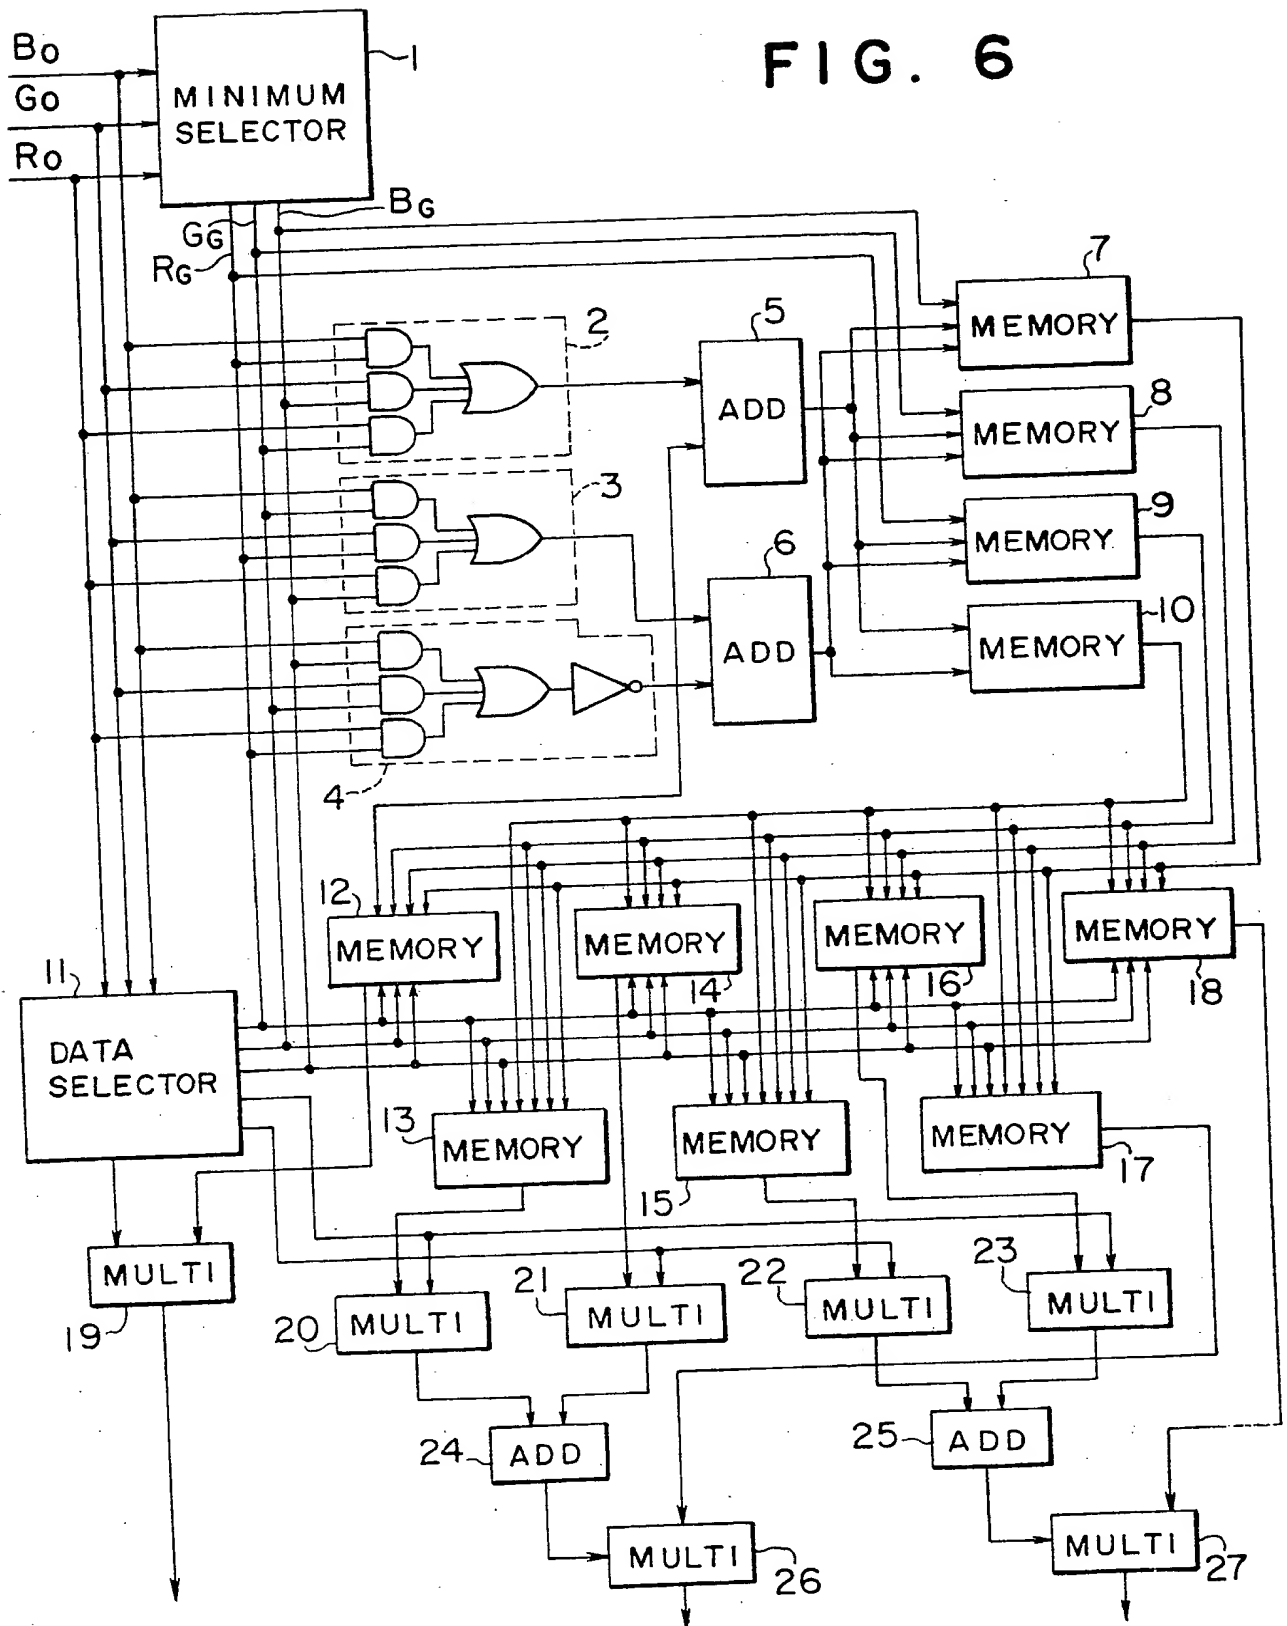 FIG. 6
B0
G0
R0
MINIMUM
SELECTOR
1
BG
GG
RG
2
3
4
5
ADD
6
ADD
7
MEMORY
8
MEMORY
9
MEMORY
10
MEMORY
11
DATA
SELECTOR
12
MEMORY
13
MEMORY
14
MEMORY
15
MEMORY
16
MEMORY
17
MEMORY
18
MEMORY
19
MULTI
20
MULTI
21
MULTI
22
MULTI
23
MULTI
24
ADD
25
ADD
26
MULTI
27
MULTI